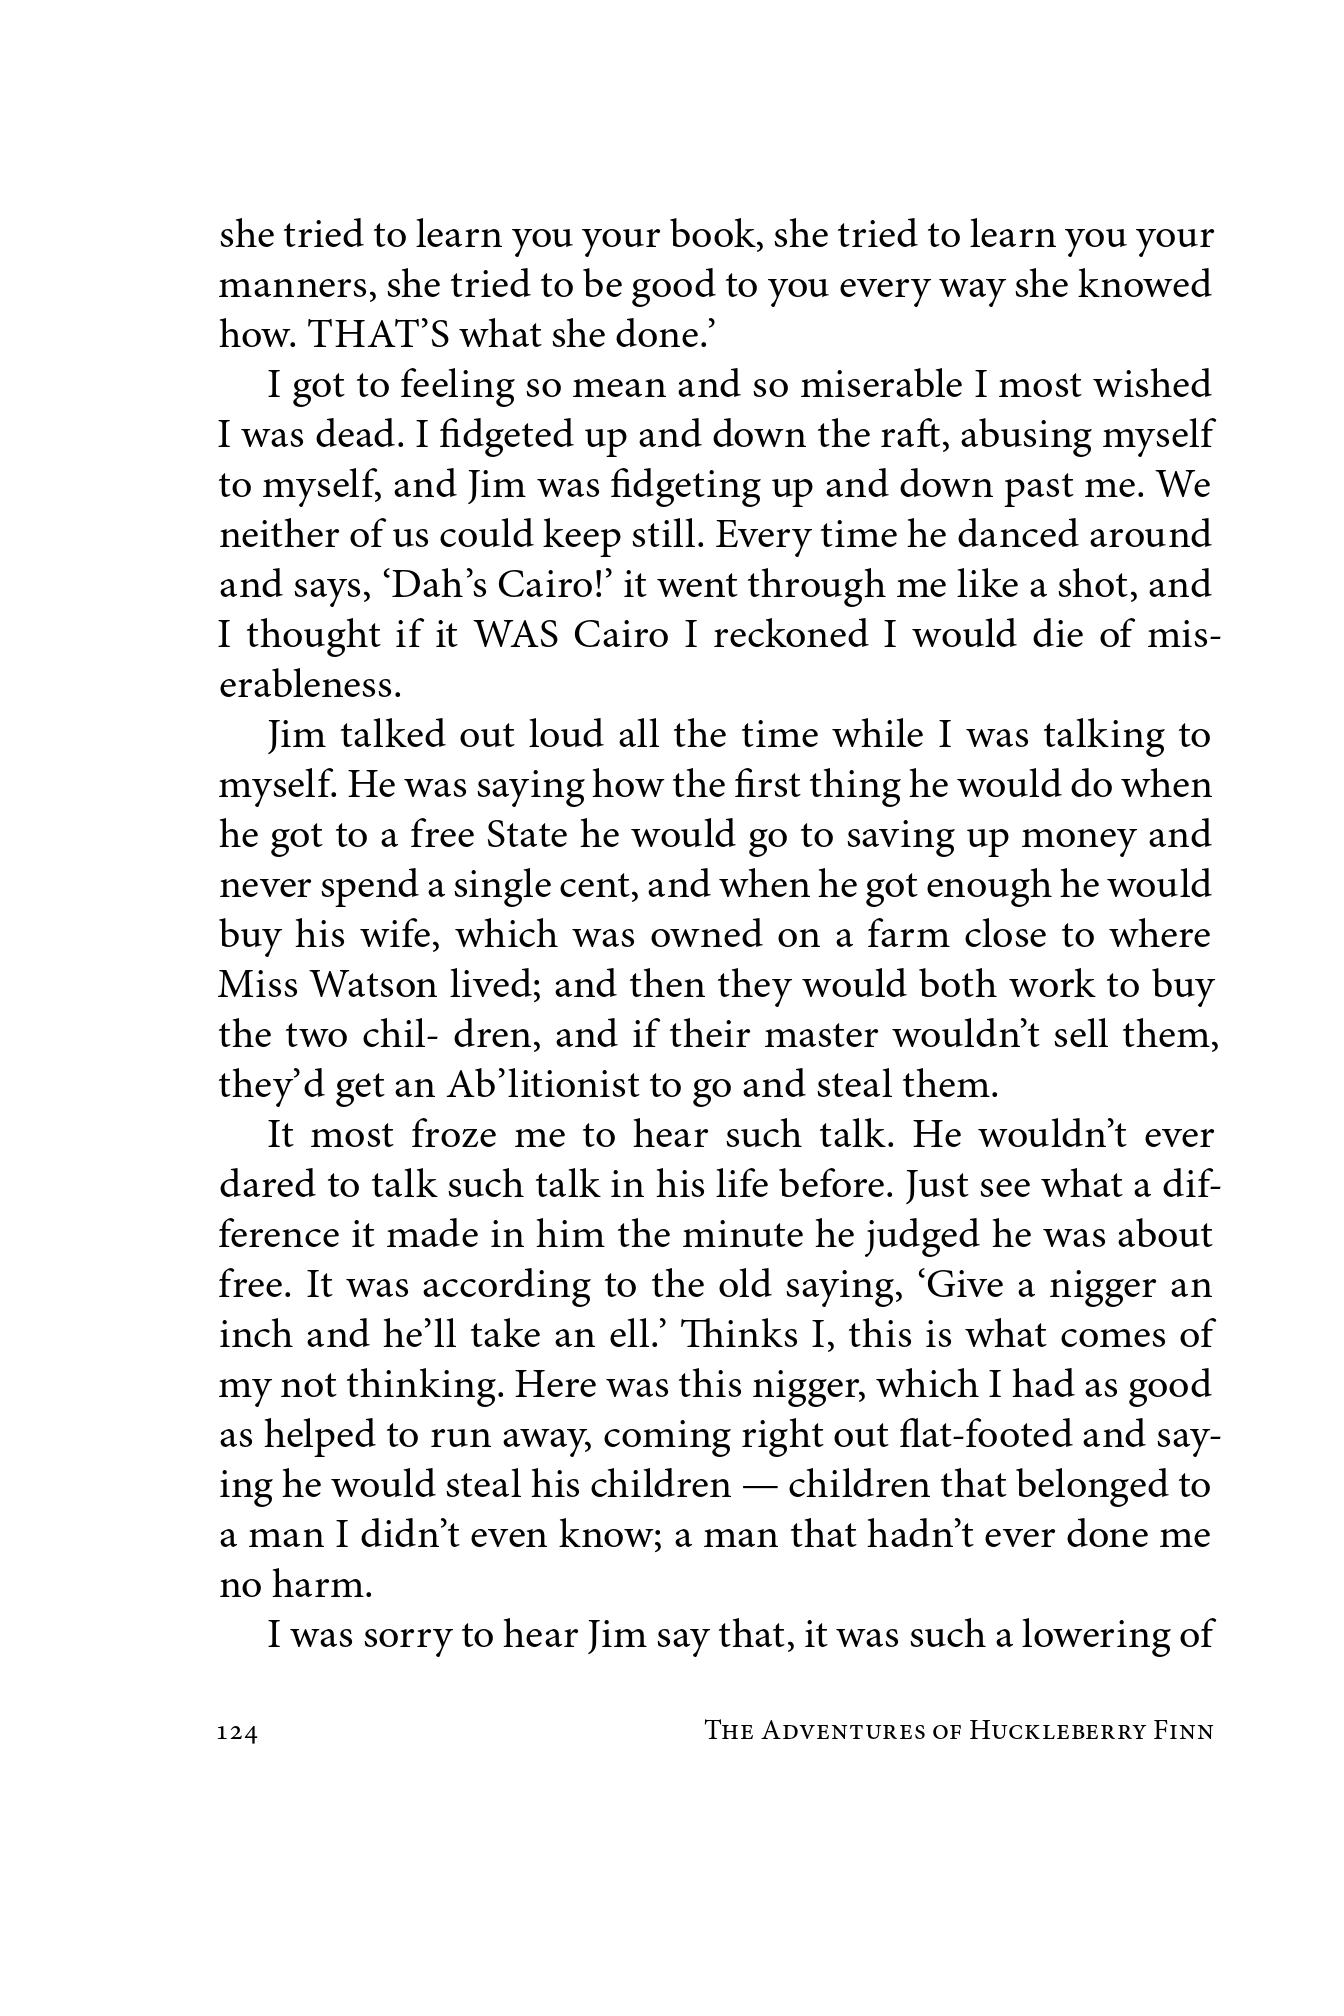 she tried to learn you your book, she tried to learn you your
manners, she tried to be good to you every way she knowed
how. THAT’S what she done.’
I got to feeling so mean and so miserable I most wished
I was dead. I fidgeted up and down the raft, abusing myself
to myself, and Jim was fidgeting up and down past me. We
neither of us could keep still. Every time he danced around
and says, ‘Dah’s Cairo!’ it went through me like a shot, and
I thought if it WAS Cairo I reckoned I would die of mis-
erableness.
Jim talked out loud all the time while I was talking to
myself. He was saying how the first thing he would do when
he got to a free State he would go to saving up money and
never spend a single cent, and when he got enough he would
buy his wife, which was owned on a farm close to where
Miss Watson lived; and then they would both work to buy
the two chil- dren, and if their master wouldn’t sell them,
they’d get an Ab’litionist to go and steal them.
It most froze me to hear such talk. He wouldn’t ever
dared to talk such talk in his life before. Just see what a dif-
ference it made in him the minute he judged he was about
free. It was according to the old saying, ‘Give a nigger an
inch and he’ll take an ell.’ Thinks I, this is what comes of
my not thinking. Here was this nigger, which I had as good
as helped to run away, coming right out flat-footed and say-
ing he would steal his children — children that belonged to
a man I didn’t even know; a man that hadn’t ever done me
no harm.
I was sorry to hear Jim say that, it was such a lowering of
124 The Adventures of Huckleberry Finn